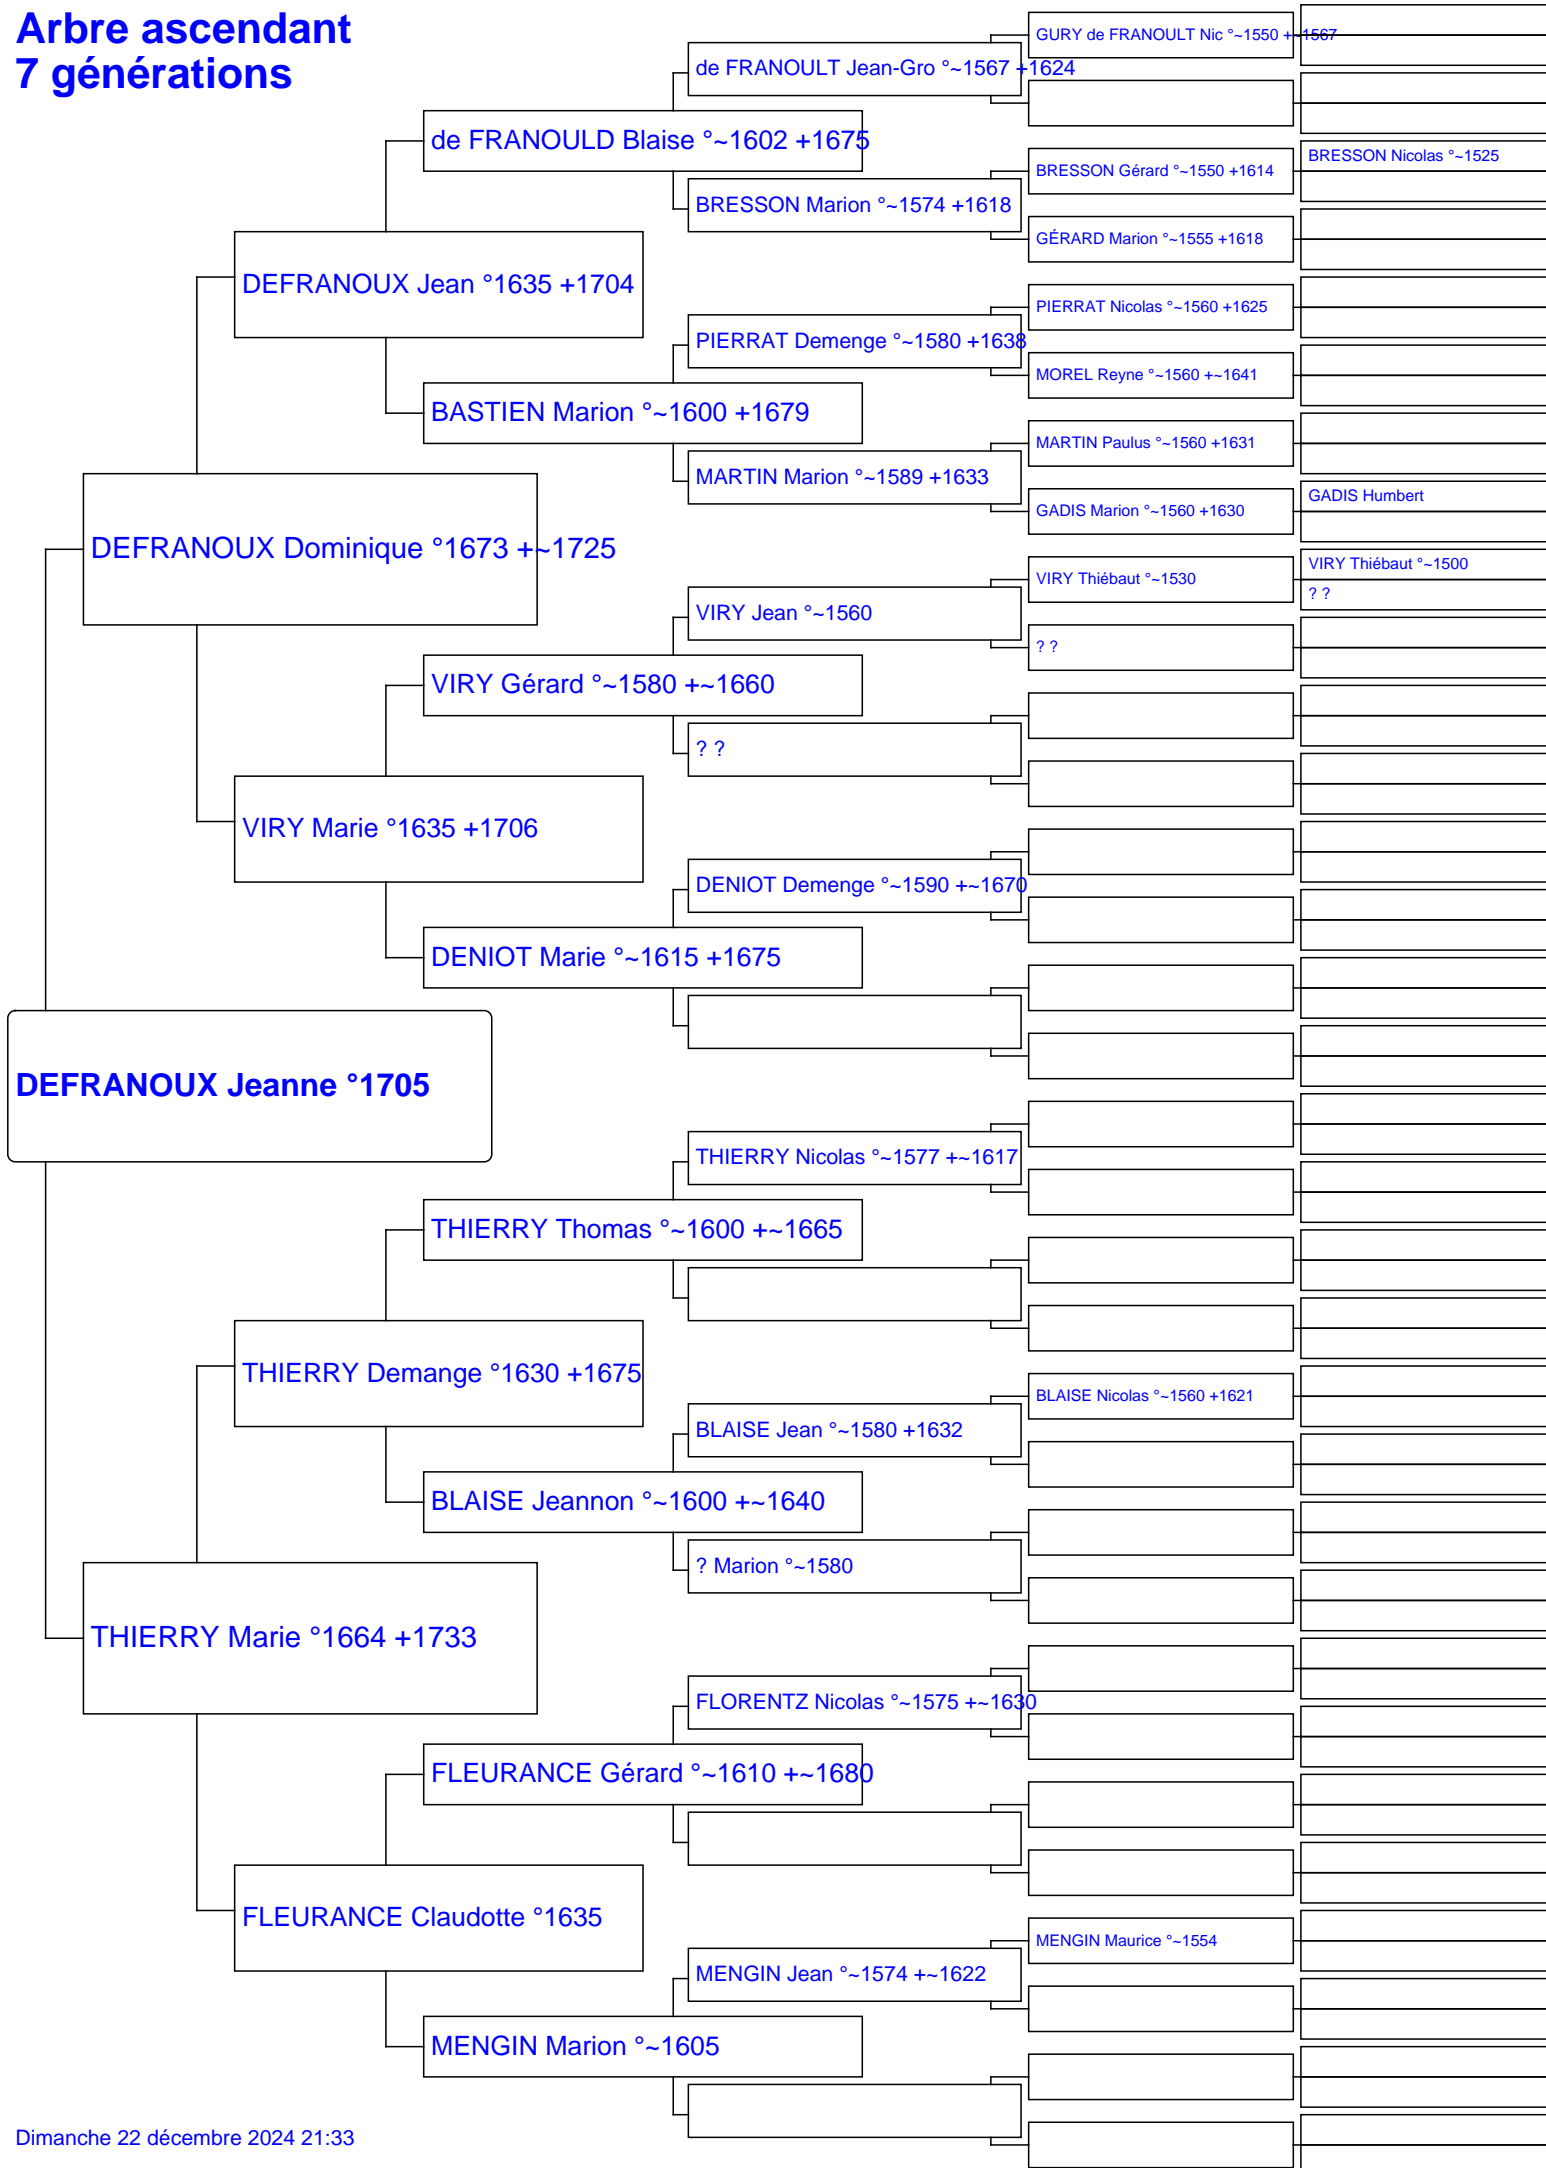 Arbre ascendant
7 générations
GURY de FRANOULT Nic °~1550 +~1567
de FRANOULT Jean-Gro °~1567 +1624
de FRANOULD Blaise °~1602 +1675
BRESSON Nicolas °~1525
BRESSON Gérard °~1550 +1614
BRESSON Marion °~1574 +1618
GÉRARD Marion °~1555 +1618
DEFRANOUX Jean °1635 +1704
PIERRAT Nicolas °~1560 +1625
PIERRAT Demenge °~1580 +1638
MOREL Reyne °~1560 +~1641
BASTIEN Marion °~1600 +1679
MARTIN Paulus °~1560 +1631
MARTIN Marion °~1589 +1633
GADIS Humbert
GADIS Marion °~1560 +1630
DEFRANOUX Dominique °1673 +~1725
VIRY Thiébaut °~1500
VIRY Thiébaut °~1530
? ?
VIRY Jean °~1560
? ?
VIRY Gérard °~1580 +~1660
? ?
VIRY Marie °1635 +1706
DENIOT Demenge °~1590 +~1670
DENIOT Marie °~1615 +1675
DEFRANOUX Jeanne °1705
THIERRY Nicolas °~1577 +~1617
THIERRY Thomas °~1600 +~1665
THIERRY Demange °1630 +1675
BLAISE Nicolas °~1560 +1621
BLAISE Jean °~1580 +1632
BLAISE Jeannon °~1600 +~1640
? Marion °~1580
THIERRY Marie °1664 +1733
FLORENTZ Nicolas °~1575 +~1630
FLEURANCE Gérard °~1610 +~1680
FLEURANCE Claudotte °1635
MENGIN Maurice °~1554
MENGIN Jean °~1574 +~1622
MENGIN Marion °~1605
Dimanche 22 décembre 2024 21:33